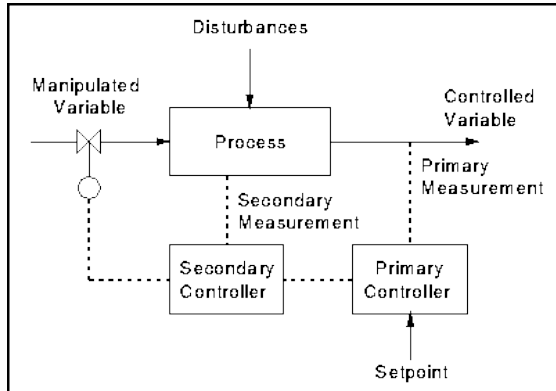 Disturbances
Manipulated
Variable
Controlled
Variable
Process
Primary
Measurement
Secondary
Measurement
Secondary
Controller
Primary
Controller
Setpoint